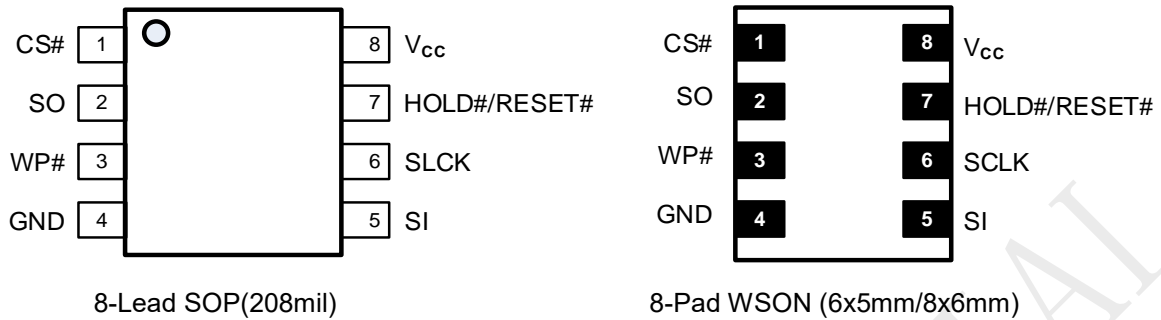 CS# 1 8 Vcc
SO 2 7 HOLD#/RESET#
WP# 3 6 SLCK
GND 4 5 SI
8-Lead SOP(208mil)
CS# 1 8 Vcc
SO 2 7 HOLD#/RESET#
WP# 3 6 SCLK
GND 4 5 SI
8-Pad WSON (6x5mm/8x6mm)
AI